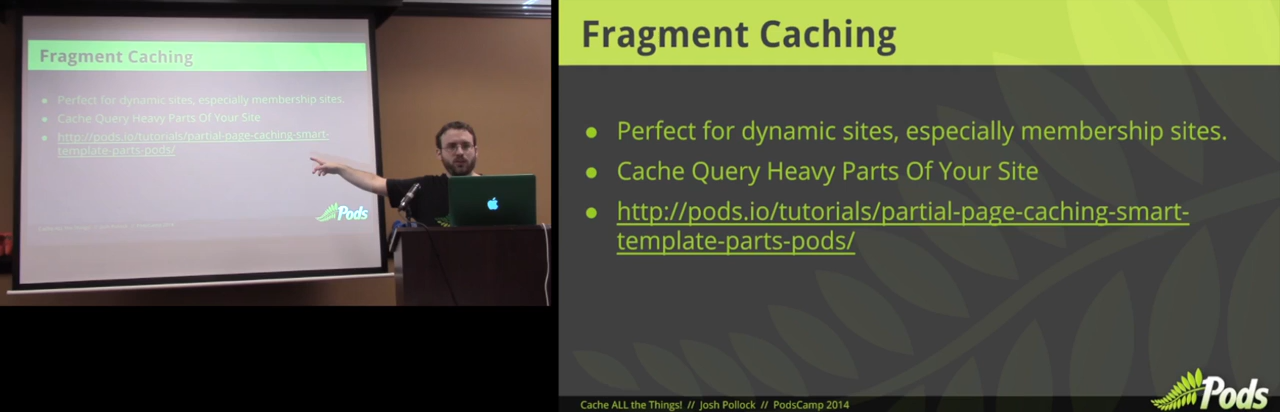 Fragment Caching
Perfect for dynamic sites, especially membership sites.
Cache Query Heavy Parts Of Your Site
http://pods.io/tutorials/partial-page-caching-smart-
template-parts-pods/
Pods
Fragment Caching
Perfect for dynamic sites, especially membership sites.
Cache Query Heavy Parts Of Your Site
http://pods.io/tutorials/partial-page-caching-smart-
template-parts-pods/
Cache ALL the Things! // Josh Pollock // PodsCamp 2014
Pods